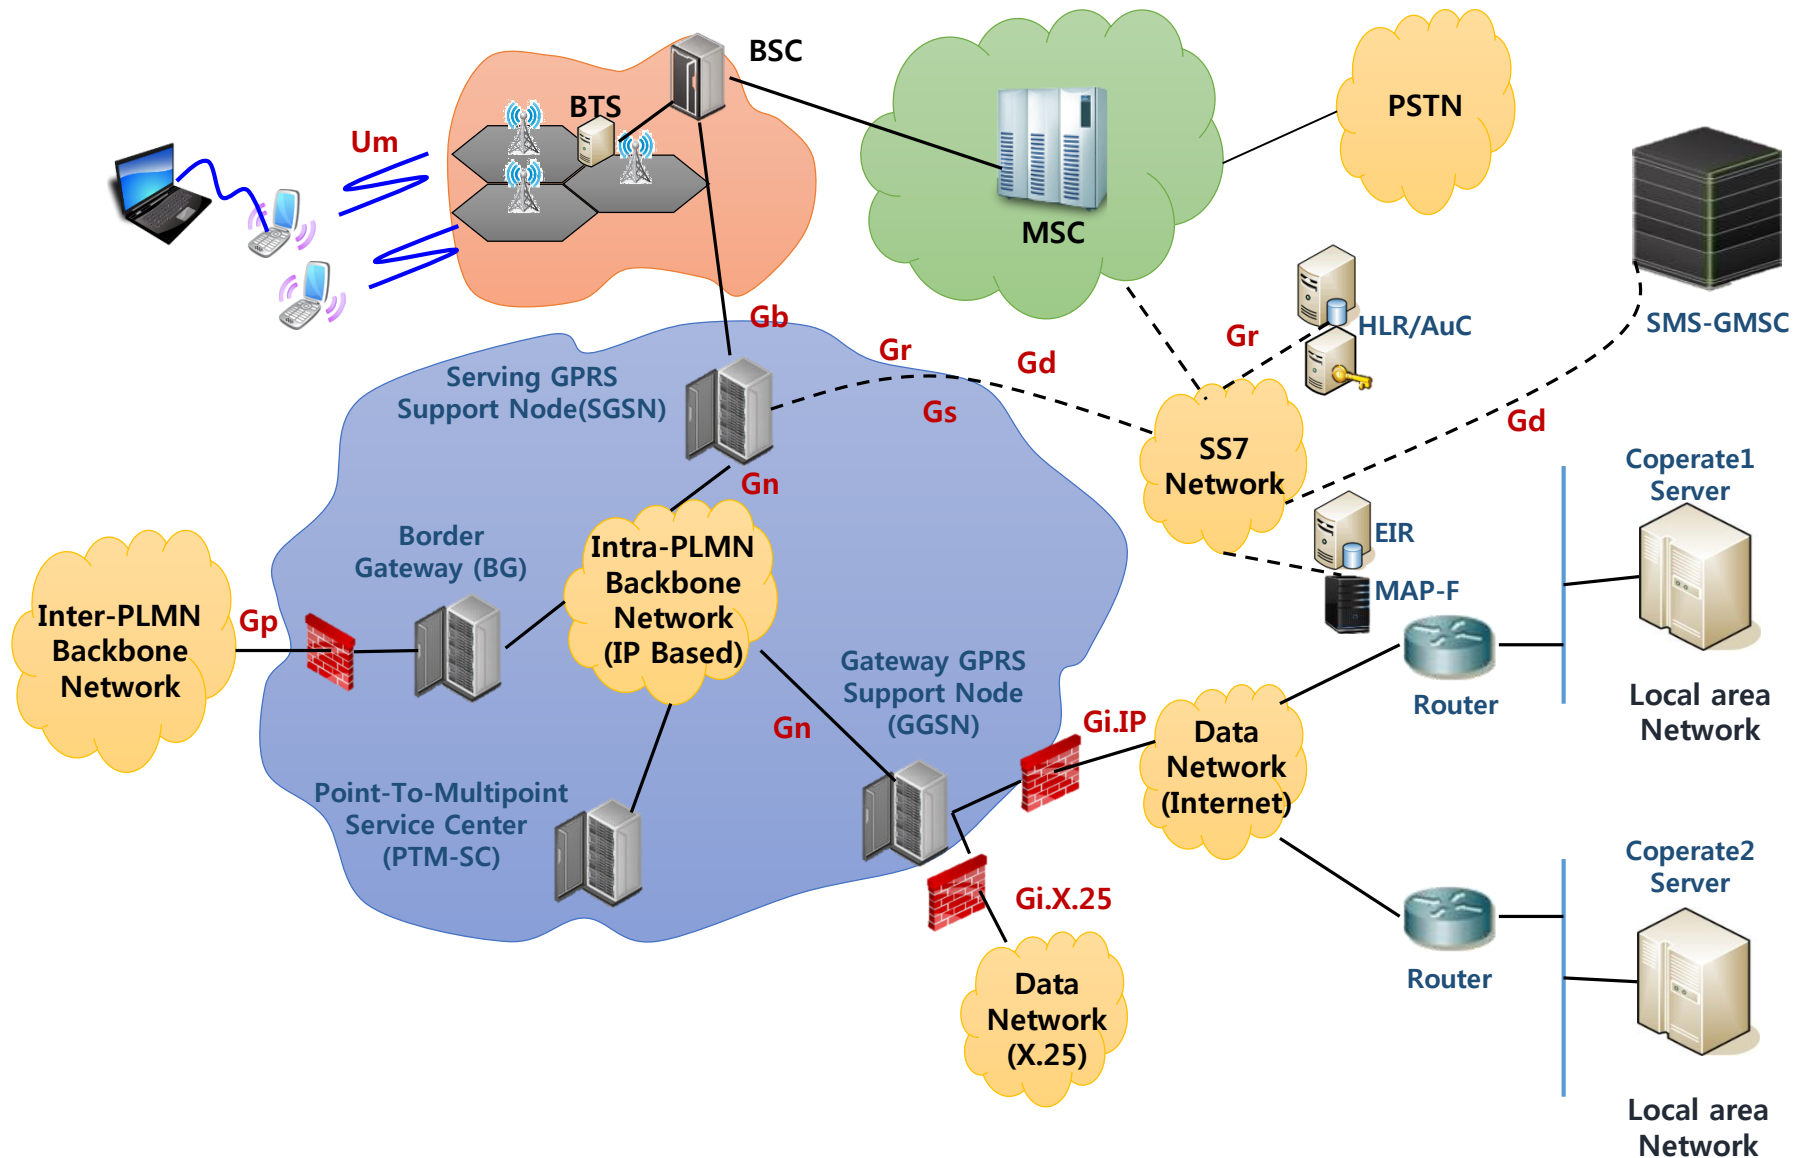 BSC
BTS
PSTN
Um
MSC
HLR/AuC
SMS-GMSC
Gb
Gr
Gd
Gr
Serving GPRS
Support Node(SGSN)
Gs
Gd
SS7
Network
Coperate1
Server
Gn
Border
Gateway (BG)
Intra-PLMN
Backbone
Network
(IP Based)
EIR
MAP-F
Inter-PLMN
Backbone
Network
Gp
Gateway GPRS
Support Node
(GGSN)
Router
Local area
Network
Gn
Gi.IP
Data
Network
(Internet)
Point-To-Multipoint
Service Center
(PTM-SC)
Coperate2
Server
Gi.X.25
Router
Data
Network
(X.25)
Local area
Network